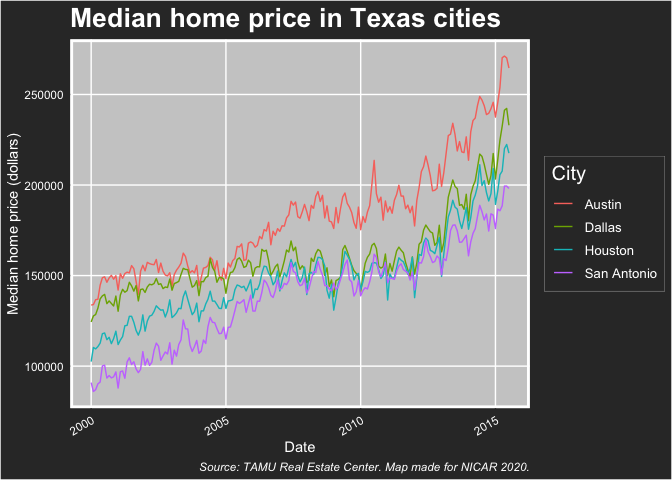 Median home price in Texas cities
Median home price (dollars)
250000
200000
150000
100000
2000
2005
2010
2015
Date
City
Austin
Dallas
Houston
San Antonio
Source: TAMU Real Estate Center. Map made for NICAR 2020.